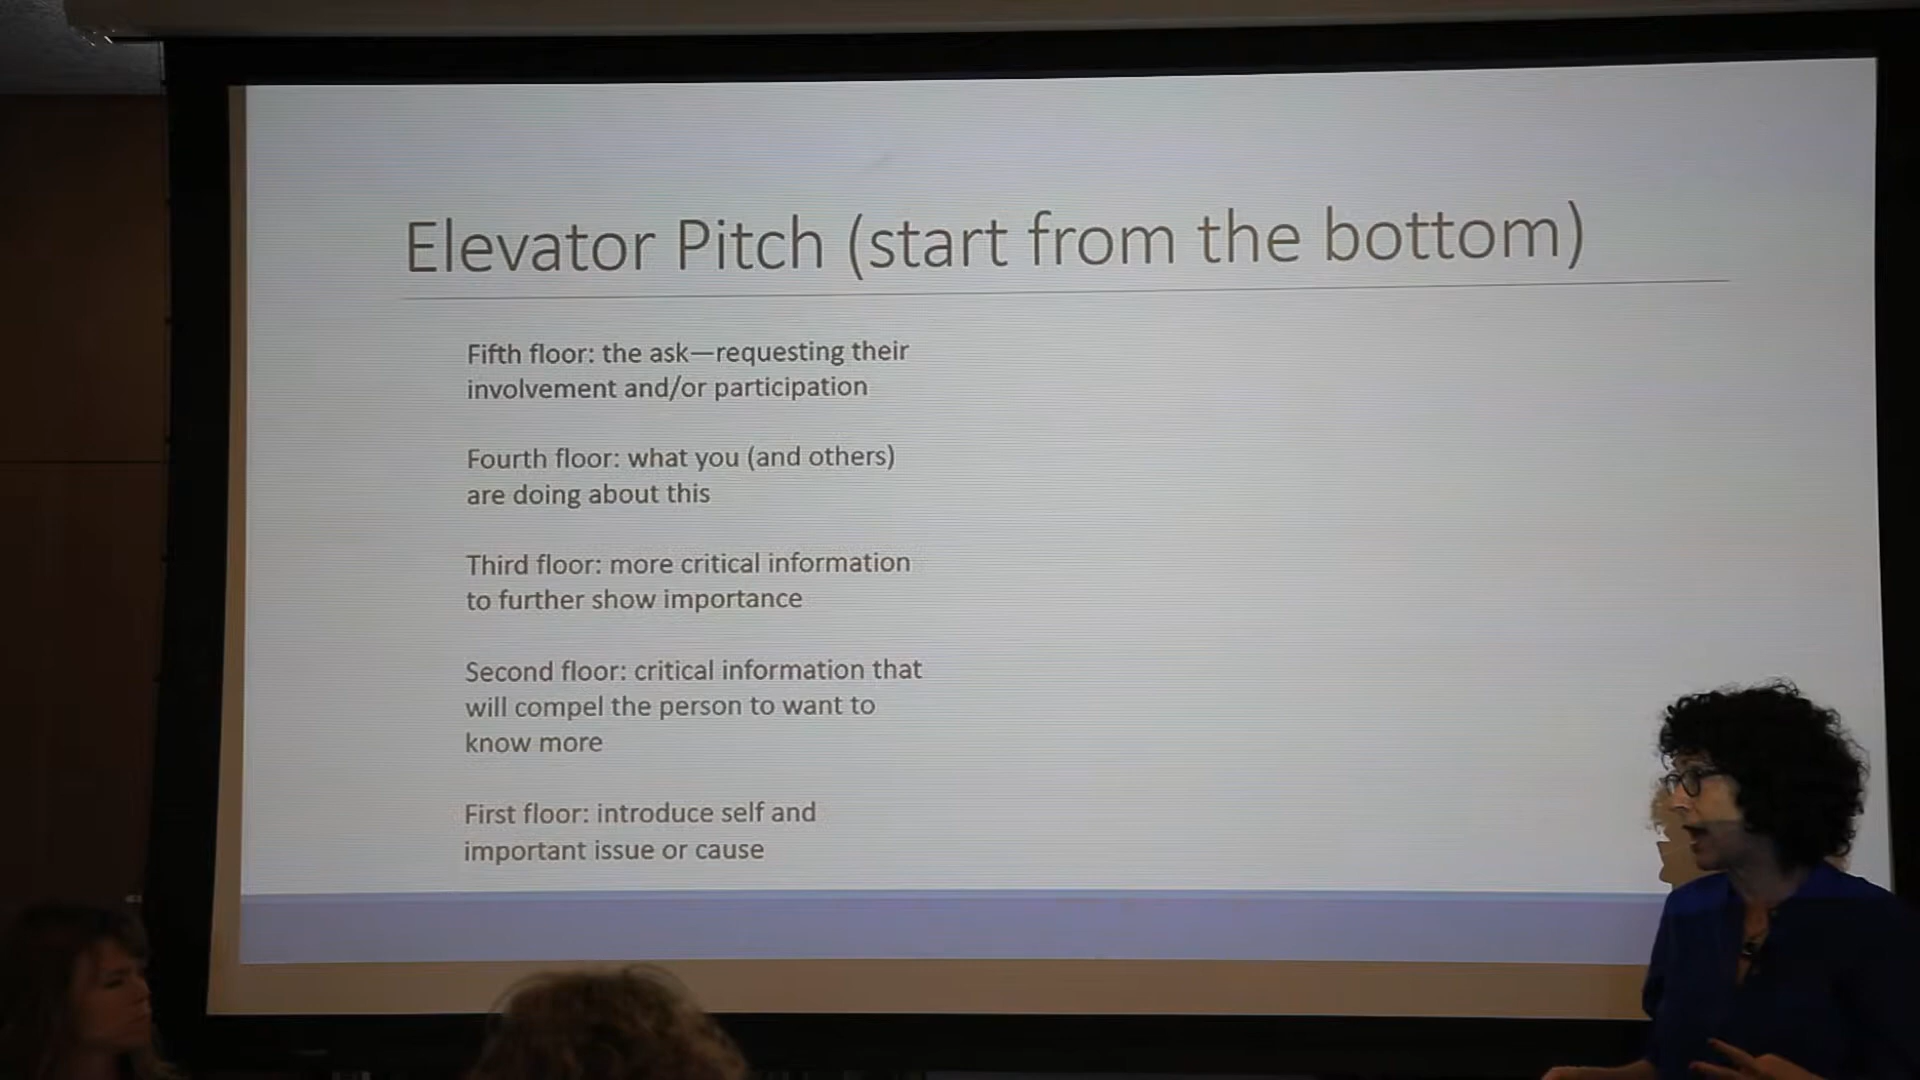 Elevator Pitch (start from the bottom)
Fifth floor: the ask—requesting their
involvement and/or participation
Fourth floor: what you (and others)
are doing about this
Third floor: more critical information
to further show importance
Second floor: critical information that
will compel the person to want to
know more
First floor: introduce self and
important issue or cause